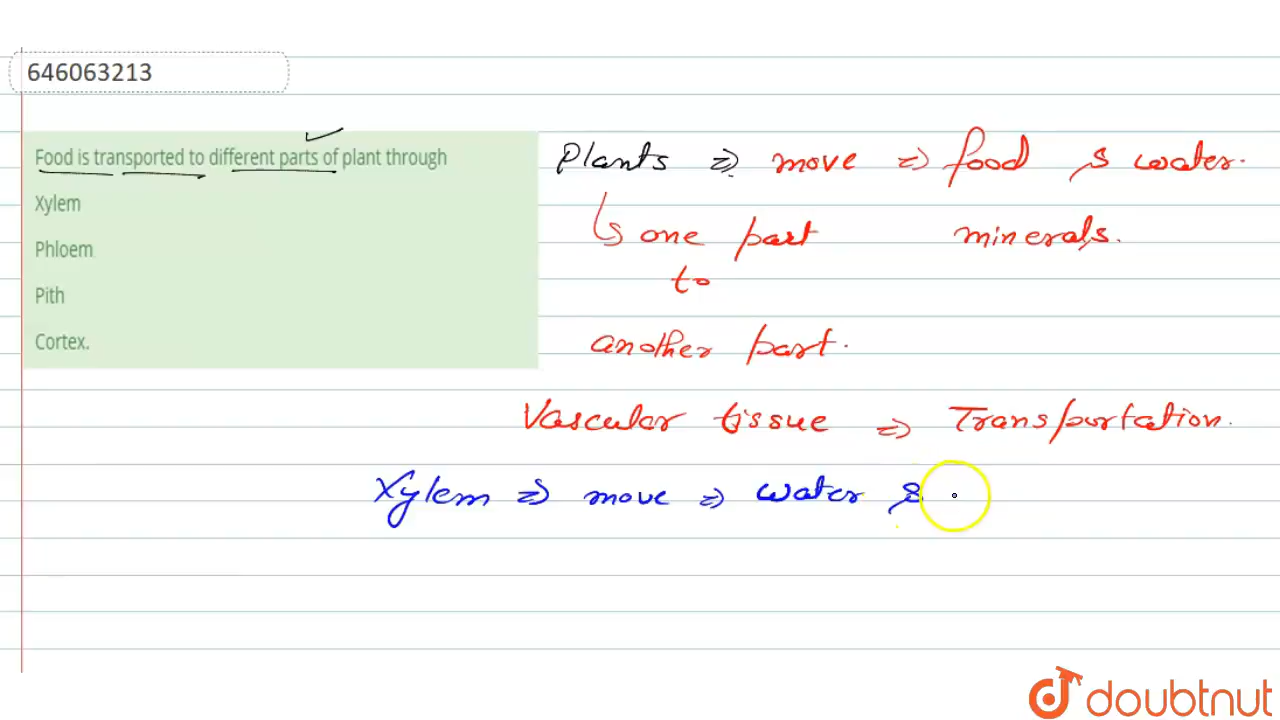 646063213
Food is transported to different parts of plant through
Xylem
Phloem
Pith
Cortex.
Plants ⇒ move ⇒ food & water.
↳ one part minerals.
to
another part.
Vascular tissue ⇒ Transportation.
Xylem ⇒ move ⇒ water &
doubtnut